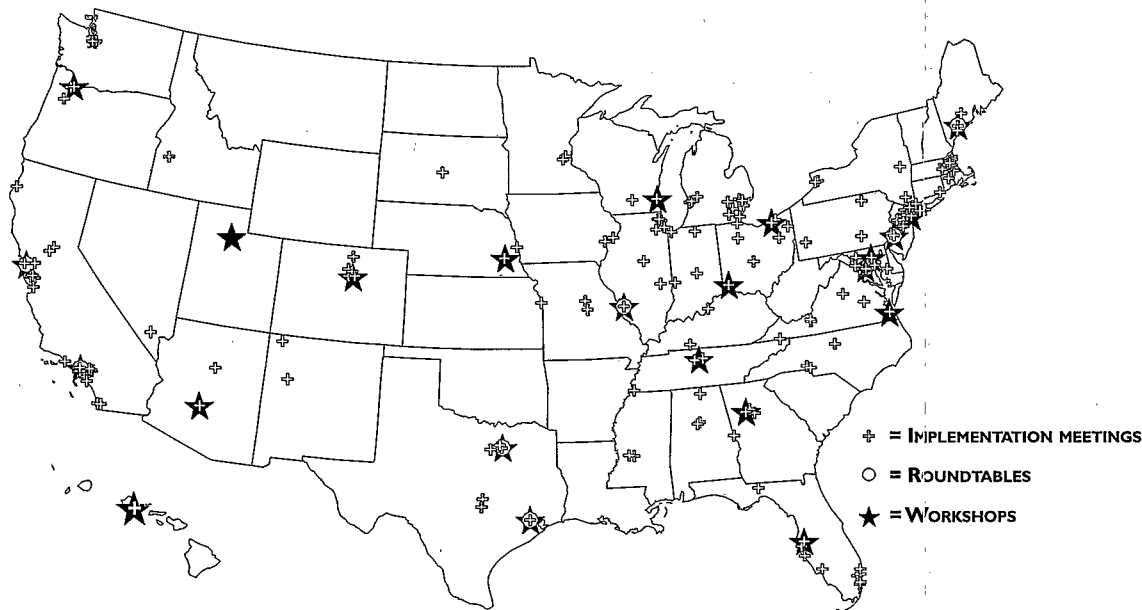 = IMPLEMENTATION MEETINGS
= ROUNDTABLES
= WORKSHOPS